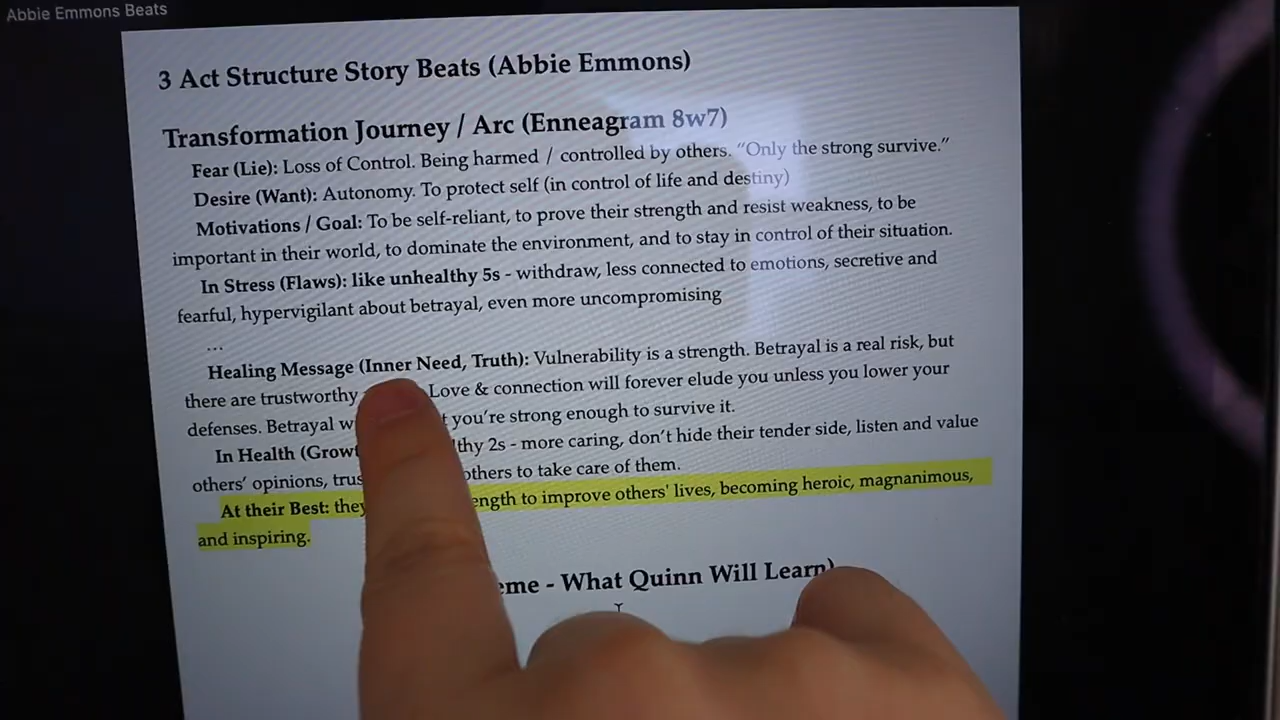 Abbie Emmons Beats
3 Act Structure Story Beats (Abbie Emmons)
Transformation Journey / Arc (Enneagram 8w7)
Fear (Lie): Loss of Control. Being harmed / controlled by others. “Only the strong survive.”
Desire (Want): Autonomy. To protect self (in control of life and destiny)
Motivations / Goal: To be self-reliant, to prove their strength and resist weakness, to be
important in their world, to dominate the environment, and to stay in control of their situation.
In Stress (Flaws): like unhealthy 5s - withdraw, less connected to emotions, secretive and
fearful, hypervigilant about betrayal, even more uncompromising
...
Healing Message (Inner Need, Truth): Vulnerability is a strength. Betrayal is a real risk, but
there are trustworthy Love & connection will forever elude you unless you lower your
defenses. Betrayal you’re strong enough to survive it.
In Health 2s - more caring, don’t hide their tender side, listen and value
others’ opinions, others to take care of them.
At their Best: to improve others' lives, becoming heroic, magnanimous,
and inspiring.
- What Quinn Will Learn)